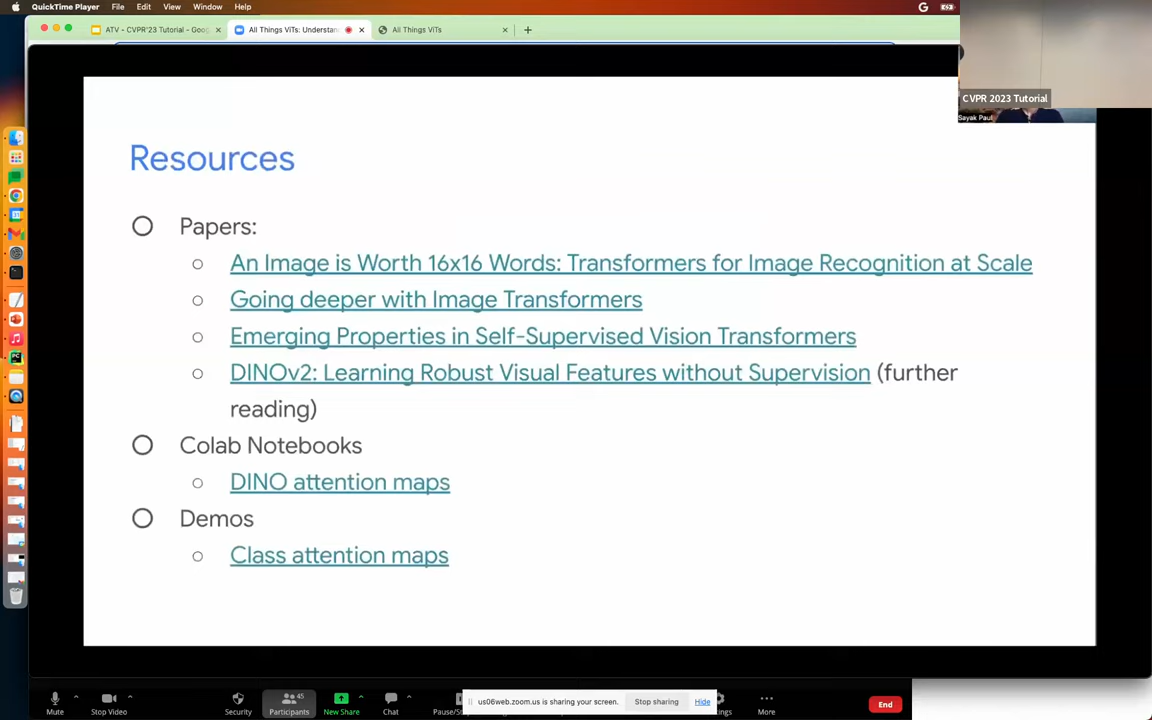 QuickTime Player File Edit View Window Help
ATV - CVPR'23 Tutorial - Goo
All Things ViTs: Understan
All Things ViTs
CVPR 2023 Tutorial
Sayak Paul
Resources
Papers:
An Image is Worth 16x16 Words: Transformers for Image Recognition at Scale
Going deeper with Image Transformers
Emerging Properties in Self-Supervised Vision Transformers
DINOv2: Learning Robust Visual Features without Supervision (further
reading)
Colab Notebooks
DINO attention maps
Demos
Class attention maps
45
us06web.zoom.us is sharing your screen. Stop sharing Hide
Mute Stop Video Security Participants New Share Chat Pause/S ngs More End